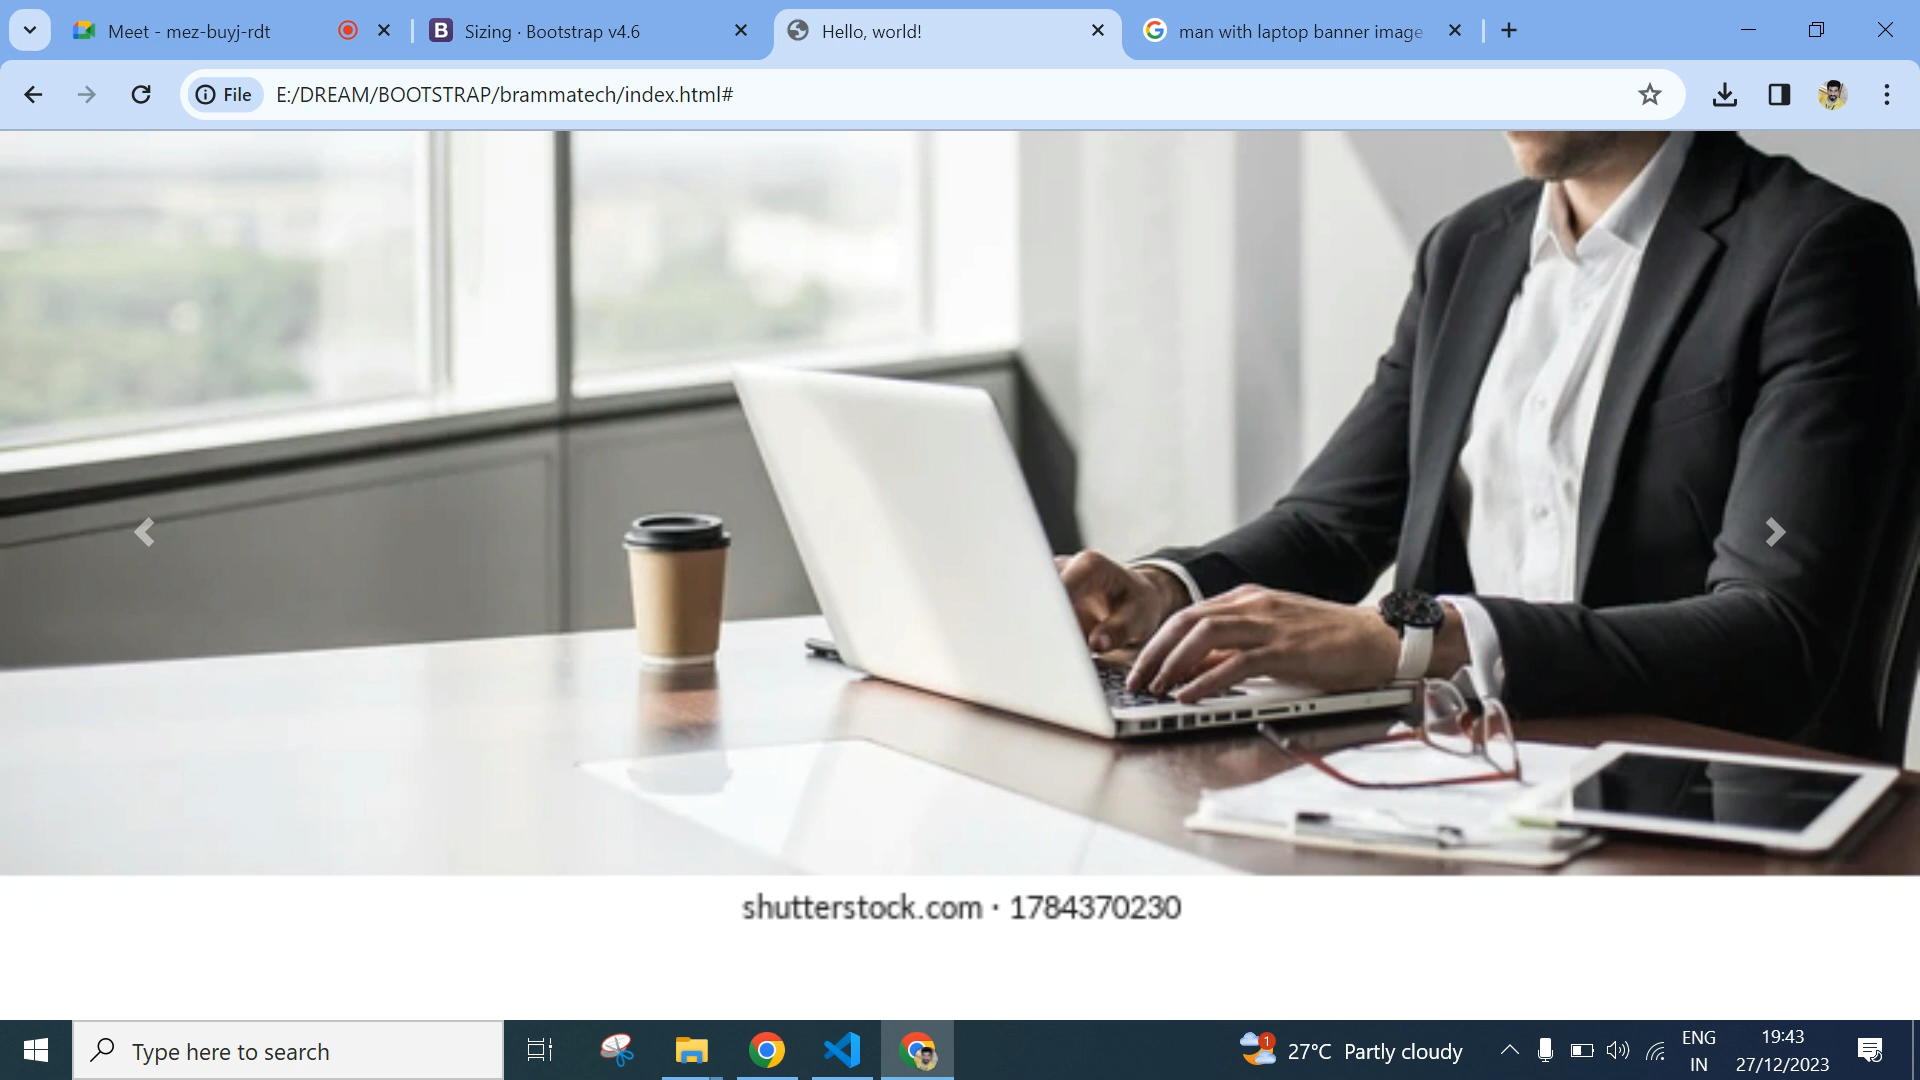 Meet - mez-buyj-rdt
Sizing · Bootstrap v4.6
Hello, world!
man with laptop banner image
File
E:/DREAM/BOOTSTRAP/brammatech/index.html#
shutterstock.com · 1784370230
Type here to search
1
27°C Partly cloudy
ENG
IN
19:43
27/12/2023